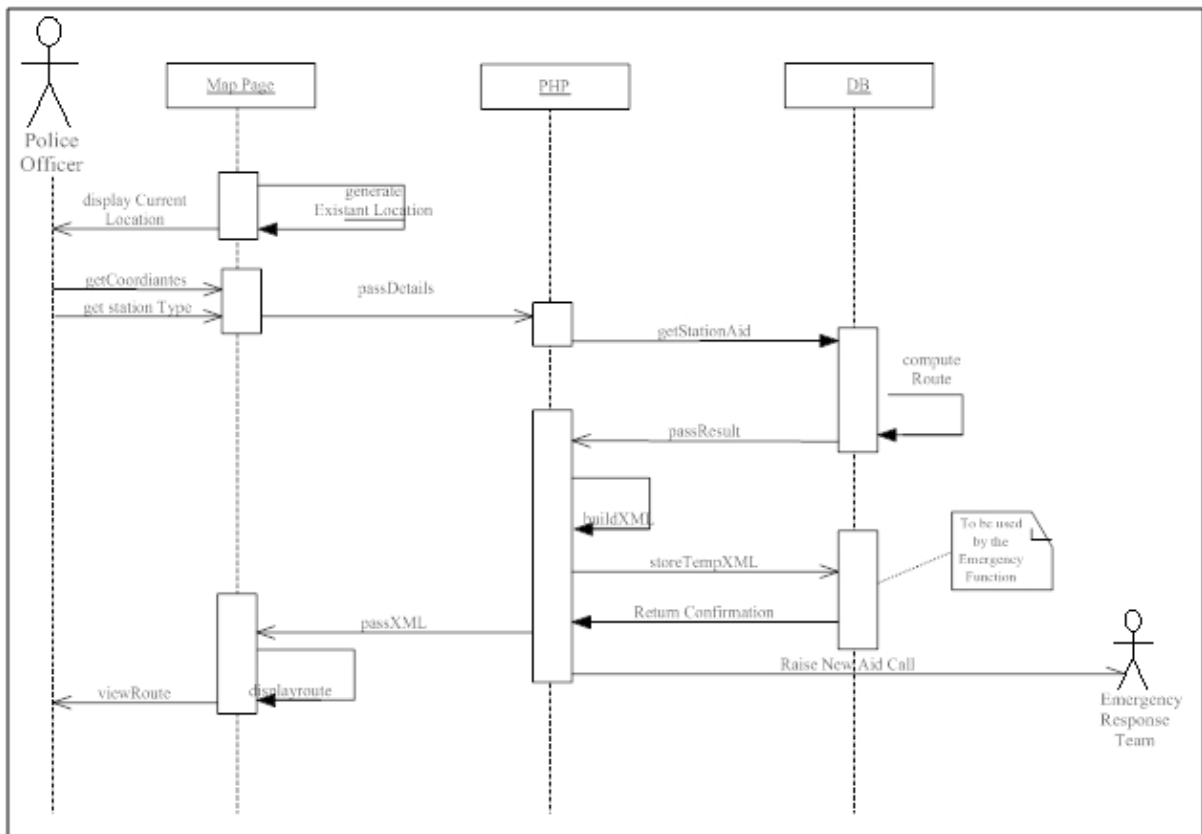 Map Page
PHP
DB
Police
Officer
generate
Existant Location
display Current
Location
getCoordiantes
passDetails
get station Type
getStationAid
compute
Route
passResult
buildXML
To be used
by the
Emergency
Function
storeTempXML
Return Confirmation
passXML
Raise New Aid Call
displayroute
viewRoute
Emergency
Response
Team